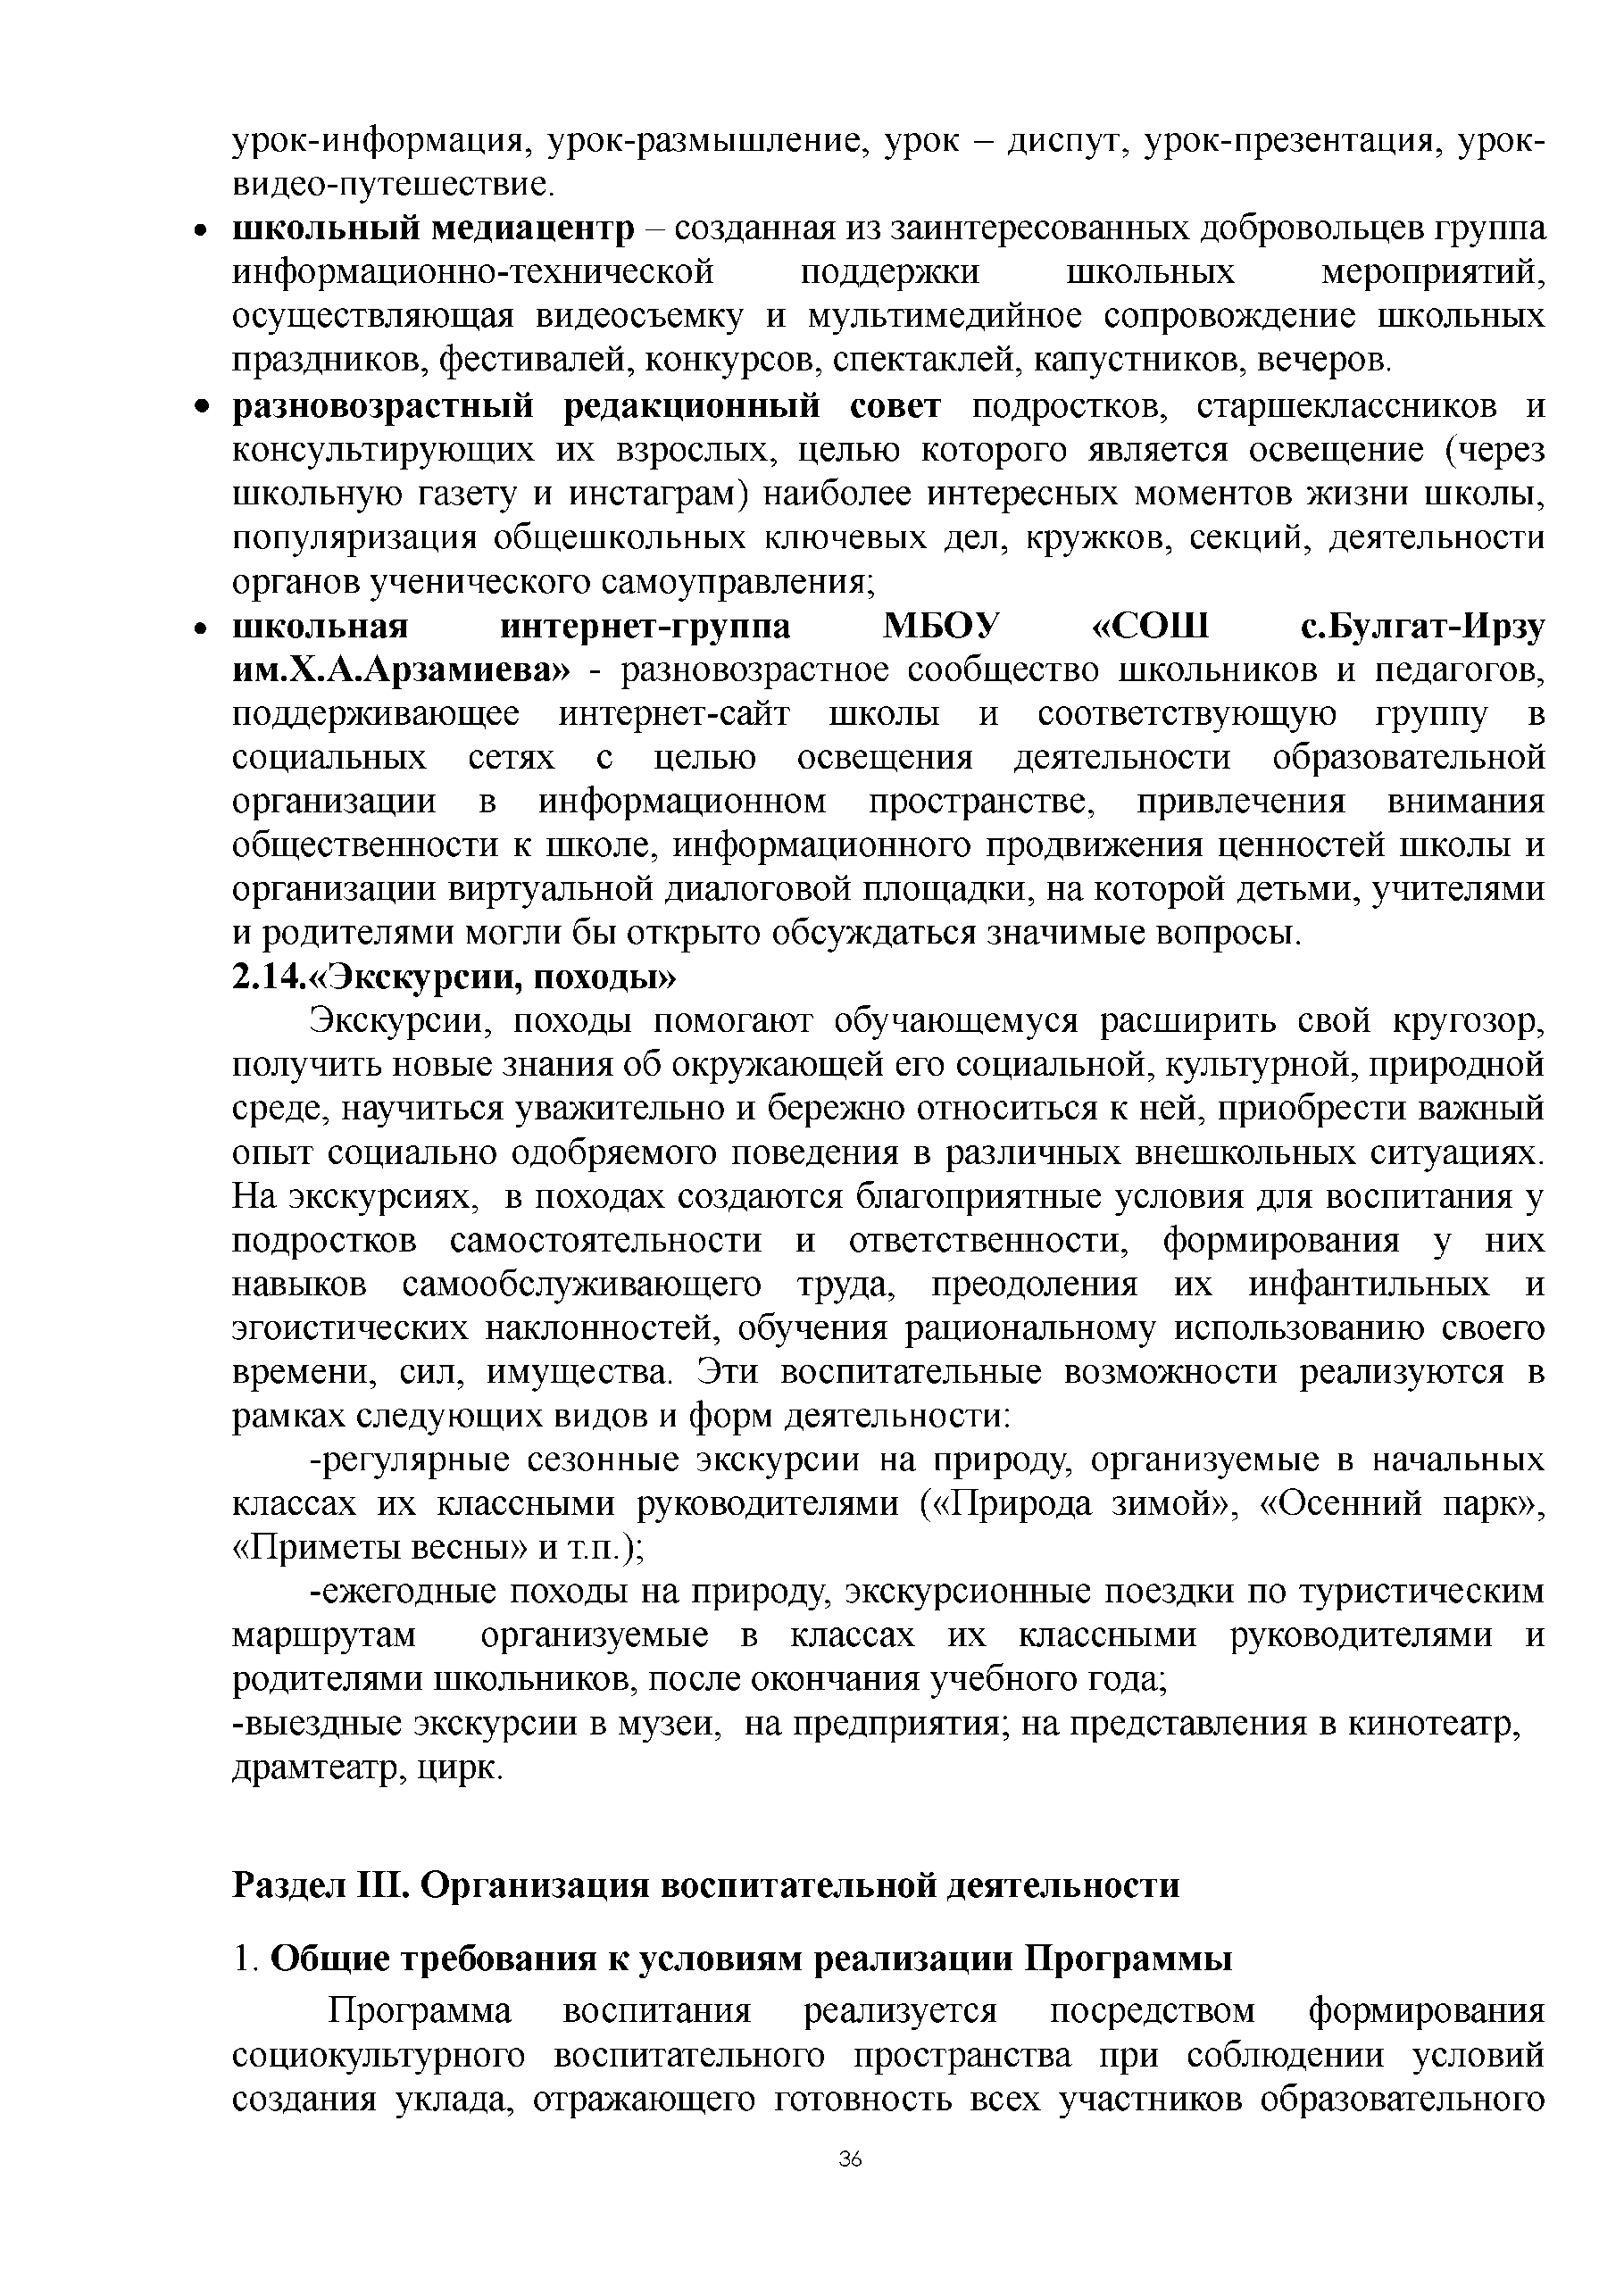 урок-информация, урок-размышление, урок – диспут, урок-презентация, урок-
видео-путешествие.
• школьный медиацентр – созданная из заинтересованных добровольцев группа
информационно-технической поддержки школьных мероприятий,
осуществляющая видеосъемку и мультимедийное сопровождение школьных
праздников, фестивалей, конкурсов, спектаклей, капустников, вечеров.
• разновозрастный редакционный совет подростков, старшеклассников и
консультирующих их взрослых, целью которого является освещение (через
школьную газету и инстаграм) наиболее интересных моментов жизни школы,
популяризация общешкольных ключевых дел, кружков, секций, деятельности
органов ученического самоуправления;
• школьная интернет-группа МБОУ «СОШ с.Булгат-Ирзу
им.Х.А.Арзамиева» - разновозрастное сообщество школьников и педагогов,
поддерживающее интернет-сайт школы и соответствующую группу в
социальных сетях с целью освещения деятельности образовательной
организации в информационном пространстве, привлечения внимания
общественности к школе, информационного продвижения ценностей школы и
организации виртуальной диалоговой площадки, на которой детьми, учителями
и родителями могли бы открыто обсуждаться значимые вопросы.
2.14.«Экскурсии, походы»
Экскурсии, походы помогают обучающемуся расширить свой кругозор,
получить новые знания об окружающей его социальной, культурной, природной
среде, научиться уважительно и бережно относиться к ней, приобрести важный
опыт социально одобряемого поведения в различных внешкольных ситуациях.
На экскурсиях, в походах создаются благоприятные условия для воспитания у
подростков самостоятельности и ответственности, формирования у них
навыков самообслуживающего труда, преодоления их инфантильных и
эгоистических наклонностей, обучения рациональному использованию своего
времени, сил, имущества. Эти воспитательные возможности реализуются в
рамках следующих видов и форм деятельности:
-регулярные сезонные экскурсии на природу, организуемые в начальных
классах их классными руководителями («Природа зимой», «Осенний парк»,
«Приметы весны» и т.п.);
-ежегодные походы на природу, экскурсионные поездки по туристическим
маршрутам организуемые в классах их классными руководителями и
родителями школьников, после окончания учебного года;
-выездные экскурсии в музеи, на предприятия; на представления в кинотеатр,
драмтеатр, цирк.
Раздел III. Организация воспитательной деятельности
1. Общие требования к условиям реализации Программы
Программа воспитания реализуется посредством формирования
социокультурного воспитательного пространства при соблюдении условий
создания уклада, отражающего готовность всех участников образовательного
36